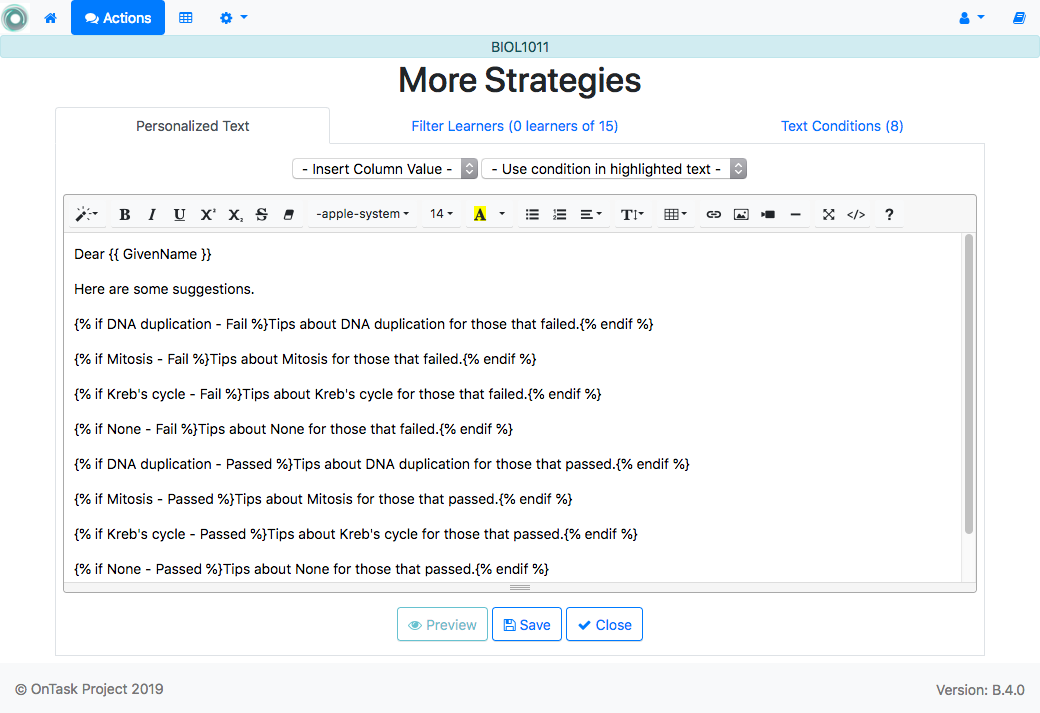 Actions
BIOL1011
More Strategies
Personalized Text
Filter Learners (0 learners of 15)
Text Conditions (8)
- Insert Column Value -
- Use condition in highlighted text -
B I U X² X₂ S -apple-system 14 A T </> ?
Dear {{ GivenName }}
Here are some suggestions.
{% if DNA duplication - Fail %}Tips about DNA duplication for those that failed.{% endif %}
{% if Mitosis - Fail %}Tips about Mitosis for those that failed.{% endif %}
{% if Kreb's cycle - Fail %}Tips about Kreb's cycle for those that failed.{% endif %}
{% if None - Fail %}Tips about None for those that failed.{% endif %}
{% if DNA duplication - Passed %}Tips about DNA duplication for those that passed.{% endif %}
{% if Mitosis - Passed %}Tips about Mitosis for those that passed.{% endif %}
{% if Kreb's cycle - Passed %}Tips about Kreb's cycle for those that passed.{% endif %}
{% if None - Passed %}Tips about None for those that passed.{% endif %}
Preview
Save
Close
© OnTask Project 2019
Version: B.4.0